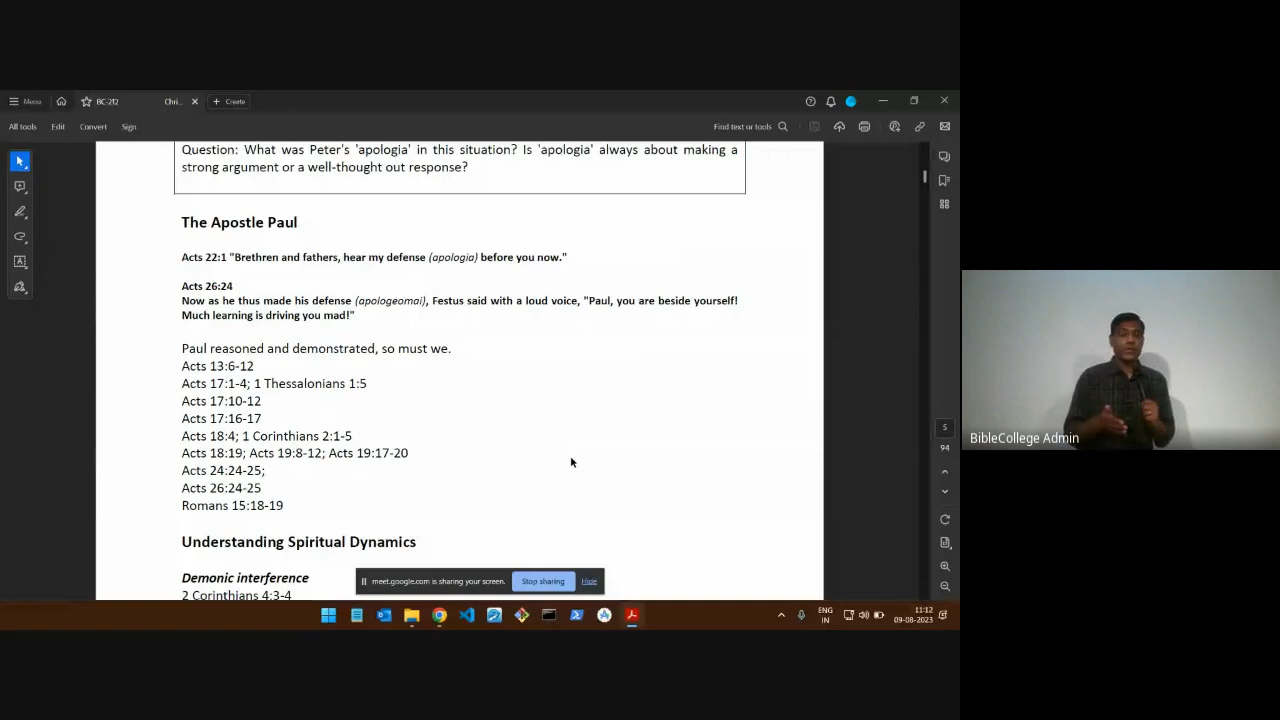 Menu
BC-212
Chri...
Create
All tools
Edit
Convert
Sign
Find text or tools
Question: What was Peter's 'apologia' in this situation? Is 'apologia' always about making a
strong argument or a well-thought out response?
The Apostle Paul
Acts 22:1 "Brethren and fathers, hear my defense (apologia) before you now."
Acts 26:24
Now as he thus made his defense (apologeomai), Festus said with a loud voice, "Paul, you are beside yourself!
Much learning is driving you mad!"
Paul reasoned and demonstrated, so must we.
Acts 13:6-12
Acts 17:1-4; 1 Thessalonians 1:5
Acts 17:10-12
Acts 17:16-17
Acts 18:4; 1 Corinthians 2:1-5
Acts 18:19; Acts 19:8-12; Acts 19:17-20
Acts 24:24-25;
Acts 26:24-25
Romans 15:18-19
Understanding Spiritual Dynamics
Demonic interference
2 Corinthians 4:3-4
5
94
BibleCollege Admin
meet.google.com is sharing your screen.
Stop sharing
Hide
ENG
IN
11:12
09-08-2023